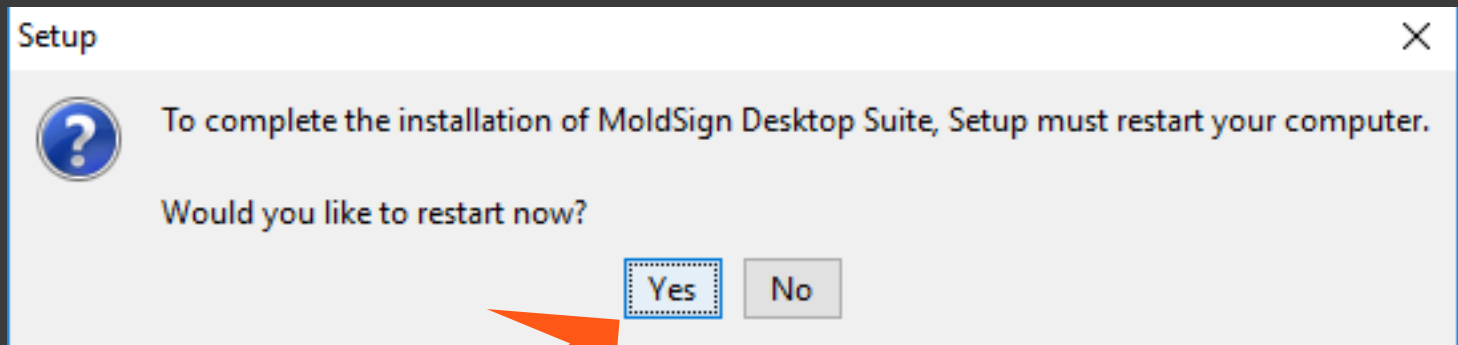 Setup
To complete the installation of MoldSign Desktop Suite, Setup must restart your computer.
Would you like to restart now?
Yes No